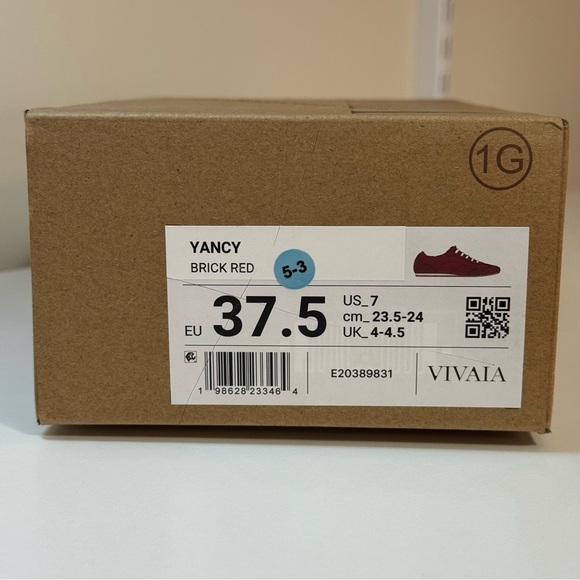 1G
YANCY
BRICK RED
5-3
EU 37.5
US_7
cm_23.5-24
UK_4-4.5
1 98628 23346 4
E20389831
VIVAIA